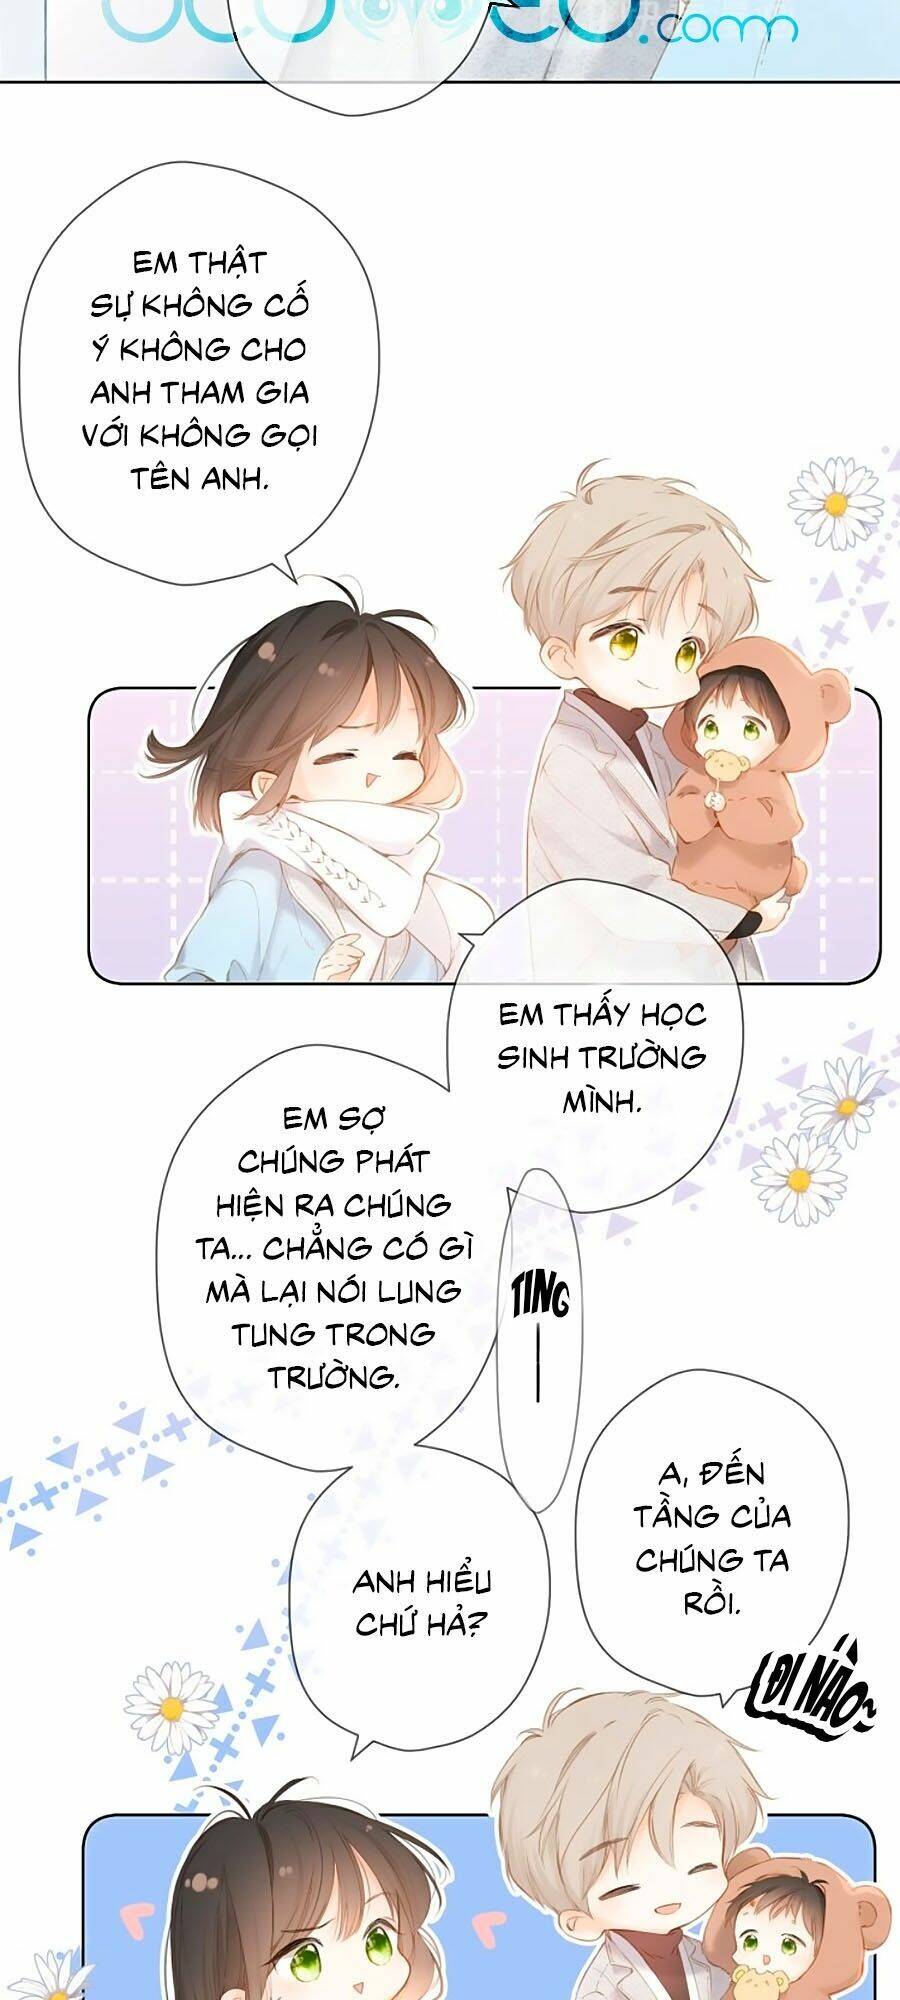 EM THẬT
SỰ KHÔNG CỐ
Ý KHÔNG CHO
ANH THAM GIA
VỚI KHÔNG GỌI
TÊN ANH.
EM THẤY HỌC
SINH TRƯỜNG
MÌNH.
EM SỢ
CHÚNG PHÁT
HIỆN RA CHÚNG
TA... CHẲNG CÓ GÌ
MÀ LẠI NÓI LUNG
TUNG TRONG
TRƯỜNG.
TING
ANH HIỂU
CHỨ HẢ?
A, ĐẾN
TẦNG CỦA
CHÚNG TA
RỒI.
ĐI NÀO~